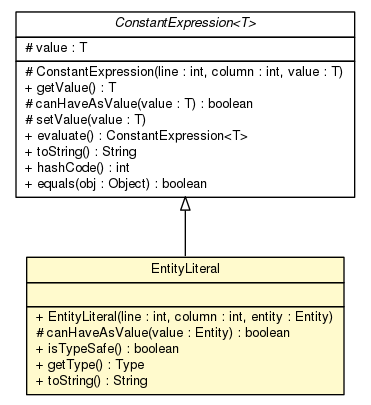 ConstantExpression<T>
# value : T
# ConstantExpression(line : int, column : int, value : T)
+ getValue() : T
# canHaveAsValue(value : T) : boolean
# setValue(value : T)
+ evaluate() : ConstantExpression<T>
+ toString() : String
+ hashCode() : int
+ equals(obj : Object) : boolean
EntityLiteral
+ EntityLiteral(line : int, column : int, entity : Entity)
# canHaveAsValue(value : Entity) : boolean
+ isTypeSafe() : boolean
+ getType() : Type
+ toString() : String